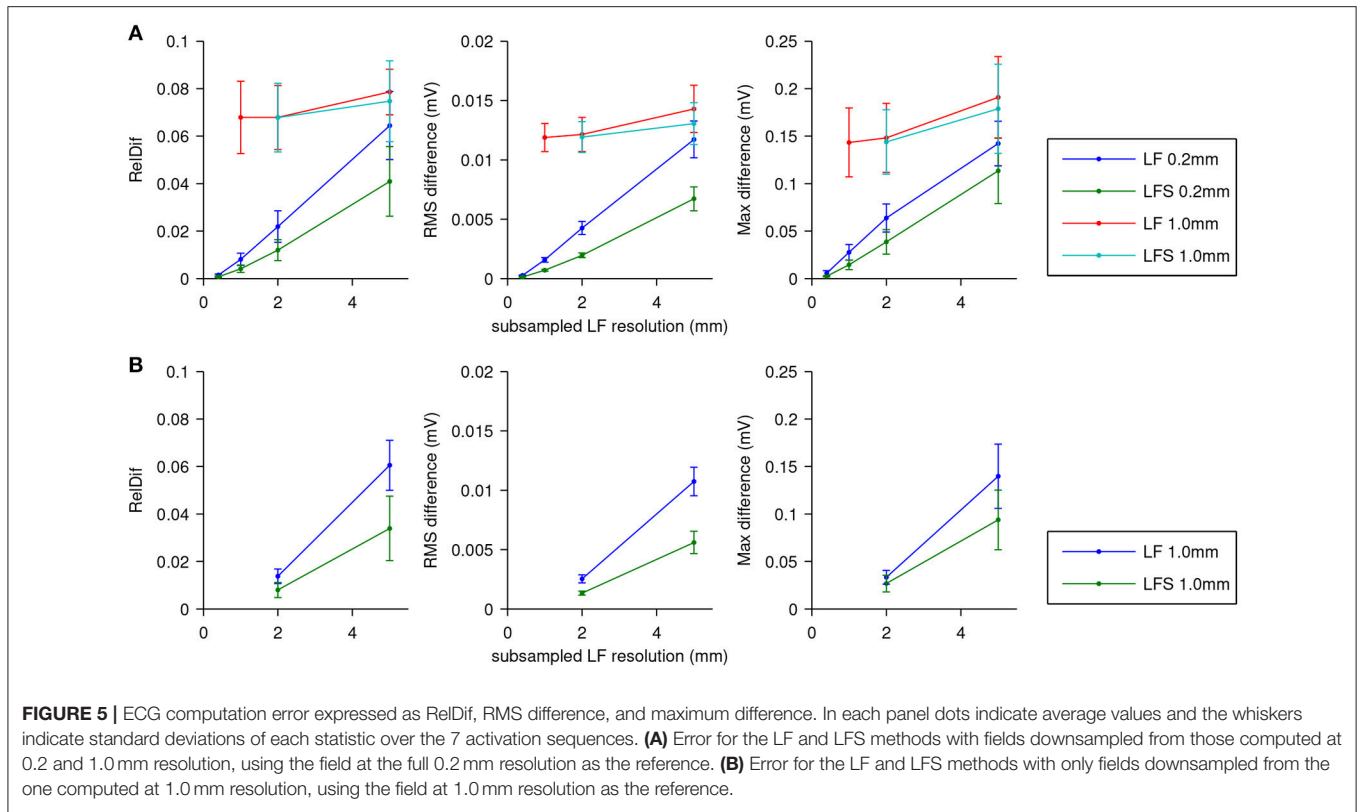 A
0.1
0.08
0.06
0.04
0.02
0
RelDif
0
2
4
0.02
0.015
0.01
0.005
0
RMS difference (mV)
0
2
4
subsampled LF resolution (mm)
0.25
0.2
0.15
0.1
0.05
0
Max difference (mV)
0
2
4
LF 0.2mm
LFS 0.2mm
LF 1.0mm
LFS 1.0mm
B
0.1
0.08
0.06
0.04
0.02
0
RelDif
0
2
4
0.02
0.015
0.01
0.005
0
RMS difference (mV)
0
2
4
subsampled LF resolution (mm)
0.25
0.2
0.15
0.1
0.05
0
Max difference (mV)
0
2
4
LF 1.0mm
LFS 1.0mm
FIGURE 5 | ECG computation error expressed as RelDif, RMS difference, and maximum difference. In each panel dots indicate average values and the whiskers
indicate standard deviations of each statistic over the 7 activation sequences. (A) Error for the LF and LFS methods with fields downsampled from those computed at
0.2 and 1.0 mm resolution, using the field at the full 0.2 mm resolution as the reference. (B) Error for the LF and LFS methods with only fields downsampled from the
one computed at 1.0 mm resolution, using the field at 1.0 mm resolution as the reference.